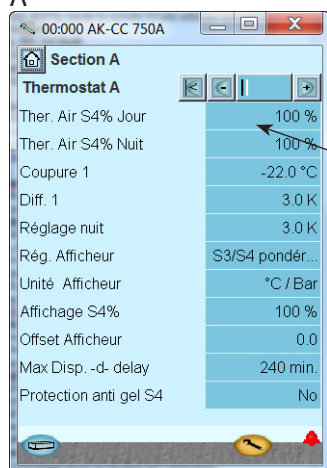 00:000 AK-CC 750A
Section A
Thermostat A
Ther. Air S4% Jour 100 %
Ther. Air S4% Nuit 100 %
Coupure 1 -22.0 °C
Diff. 1 3.0 K
Réglage nuit 3.0 K
Rég. Afficheur S3/S4 pondér...
Unité Afficheur °C / Bar
Affichage S4% 100 %
Offset Afficheur 0.0
Max Disp. -d- delay 240 min.
Protection anti gel S4 No